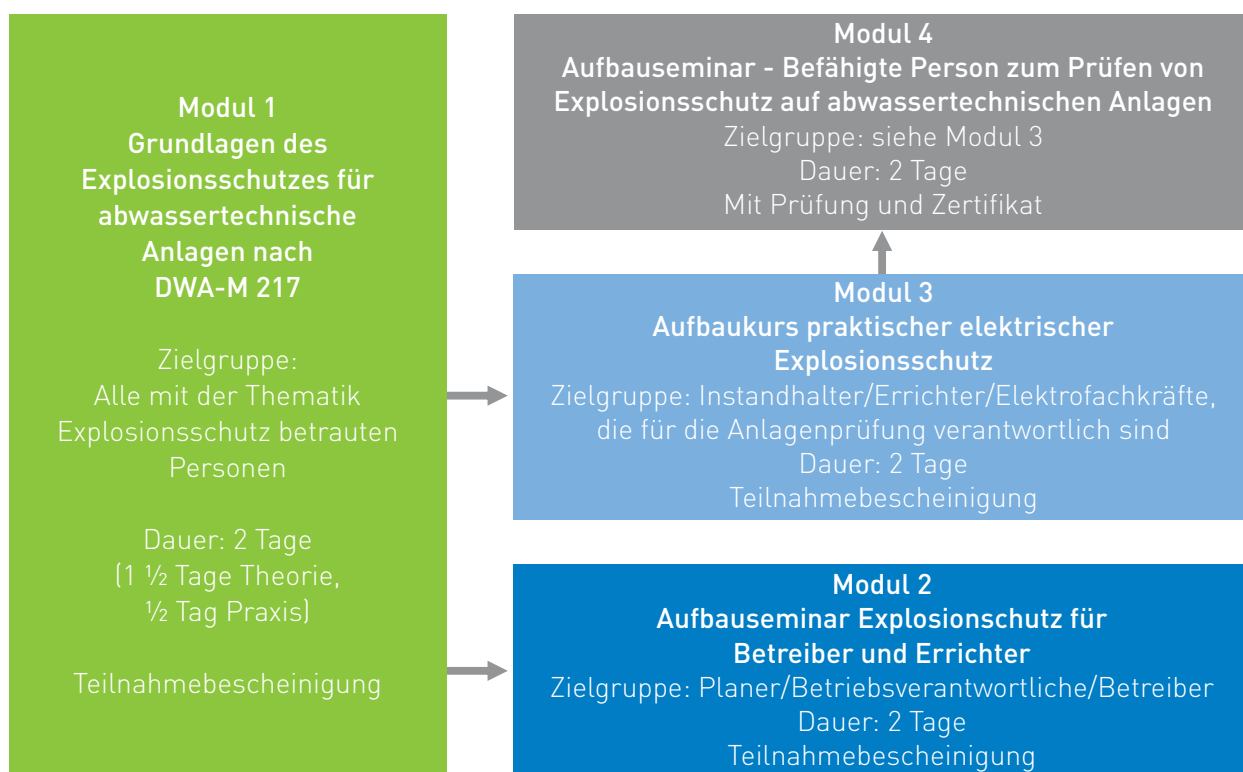 Modul 1
Grundlagen des
Explosionsschutzes für
abwassertechnische
Anlagen nach
DWA-M 217
Zielgruppe:
Alle mit der Thematik
Explosionsschutz betrauten
Personen
Dauer: 2 Tage
(1 ½ Tage Theorie,
½ Tag Praxis)
Teilnahmebescheinigung
Modul 4
Aufbauseminar - Befähigte Person zum Prüfen von
Explosionsschutz auf abwassertechnischen Anlagen
Zielgruppe: siehe Modul 3
Dauer: 2 Tage
Mit Prüfung und Zertifikat
Modul 3
Aufbaukurs praktischer elektrischer
Explosionsschutz
Zielgruppe: Instandhalter/Errichter/Elektrofachkräfte,
die für die Anlagenprüfung verantwortlich sind
Dauer: 2 Tage
Teilnahmebescheinigung
Modul 2
Aufbauseminar Explosionschutz für
Betreiber und Errichter
Zielgruppe: Planer/Betriebsverantwortliche/Betreiber
Dauer: 2 Tage
Teilnahmebescheinigung